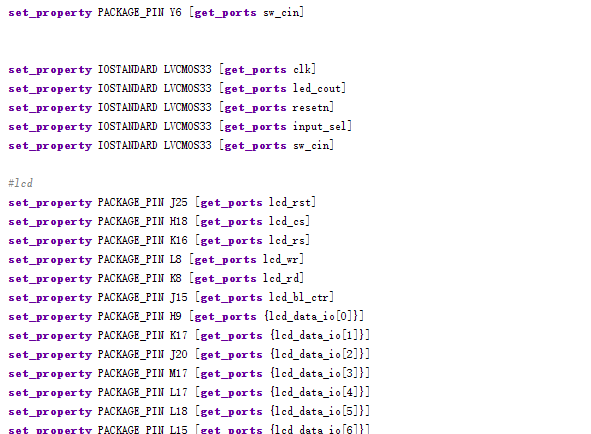 set_property PACKAGE_PIN Y6 [get_ports sw_cin]
set_property IOSTANDARD LVCMOS33 [get_ports clk]
set_property IOSTANDARD LVCMOS33 [get_ports led_cout]
set_property IOSTANDARD LVCMOS33 [get_ports resetn]
set_property IOSTANDARD LVCMOS33 [get_ports input_sel]
set_property IOSTANDARD LVCMOS33 [get_ports sw_cin]
#lcd
set_property PACKAGE_PIN J25 [get_ports lcd_rst]
set_property PACKAGE_PIN H18 [get_ports lcd_cs]
set_property PACKAGE_PIN K16 [get_ports lcd_rs]
set_property PACKAGE_PIN L8 [get_ports lcd_wr]
set_property PACKAGE_PIN K8 [get_ports lcd_rd]
set_property PACKAGE_PIN J15 [get_ports lcd_bl_ctr]
set_property PACKAGE_PIN H9 [get_ports {lcd_data_io[0]}]
set_property PACKAGE_PIN K17 [get_ports {lcd_data_io[1]}]
set_property PACKAGE_PIN J20 [get_ports {lcd_data_io[2]}]
set_property PACKAGE_PIN M17 [get_ports {lcd_data_io[3]}]
set_property PACKAGE_PIN L17 [get_ports {lcd_data_io[4]}]
set_property PACKAGE_PIN L18 [get_ports {lcd_data_io[5]}]
set_property PACKAGE_PIN L15 [get_ports {lcd_data_io[6]}]